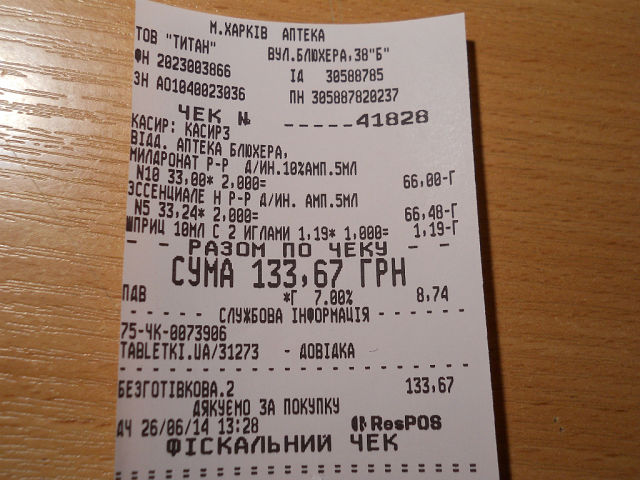 М.ХАРКІВ АПТЕКА
ТОВ "ТИТАН" ВУЛ.БЛЮХЕРА,38"Б"
ФН 2023003866 ІД 30588785
ЗН АО1040023036 ПН 305887820237
ЧЕК № _____41828
КАСИР: КАСИР3
ВІДД. АПТЕКА БЛЮХЕРА,
МИЛДРОНАТ Р-Р Д/ИН.10%АМП.5МЛ
N10 33,00* 2,000= 66,00-Г
ЭССЕНЦИАЛЕ Н Р-Р Д/ИН. АМП.5МЛ
N5 33,24* 2,000= 66,48-Г
ШПРИЦ 10МЛ С 2 ИГЛАМИ 1,19* 1,000= 1,19-Г
- - РАЗОМ ПО ЧЕКУ - -
СУМА 133,67 ГРН
ПДВ *Г 7.00% 8,74
- - - - - СЛУЖБОВА ІНФОРМАЦІЯ - - - - -
75-ЧК-0073906
TABLETKI.UA/31273 - ДОВІДКА
БЕЗГОТІВКОВА.2 133,67
ДЯКУЄМО ЗА ПОКУПКУ
ДЧ 26/06/14 13:28 ResPOS
ФІСКАЛЬНИЙ ЧЕК